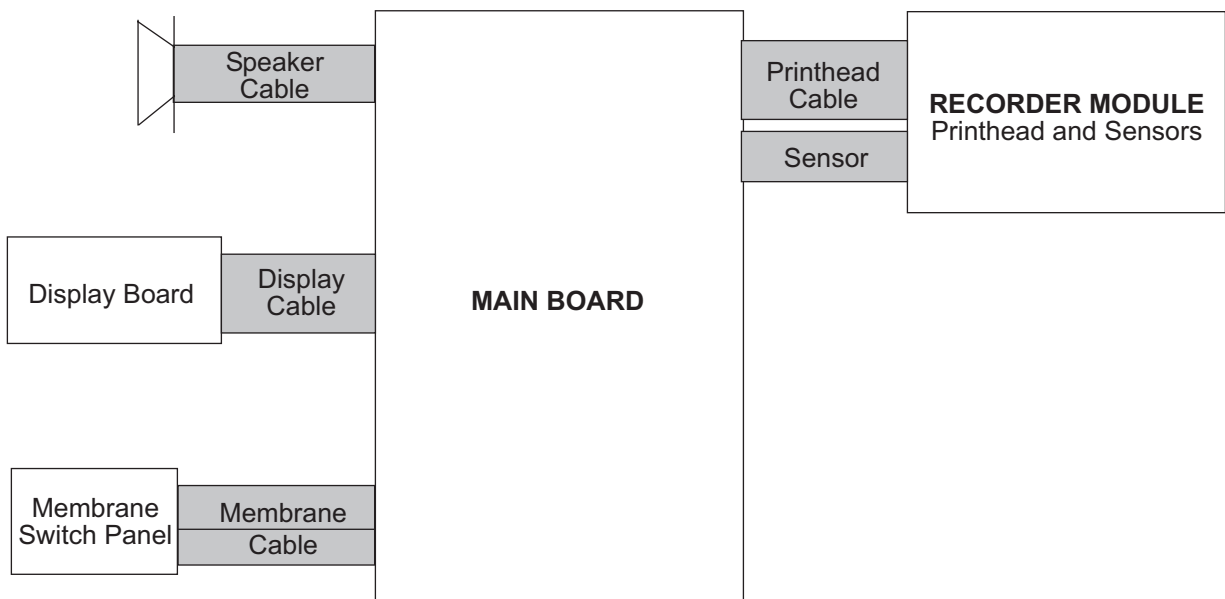 Speaker
Cable
Printhead
Cable
RECORDER MODULE
Printhead and Sensors
Sensor
Display Board
Display
Cable
MAIN BOARD
Membrane
Switch Panel
Membrane
Cable